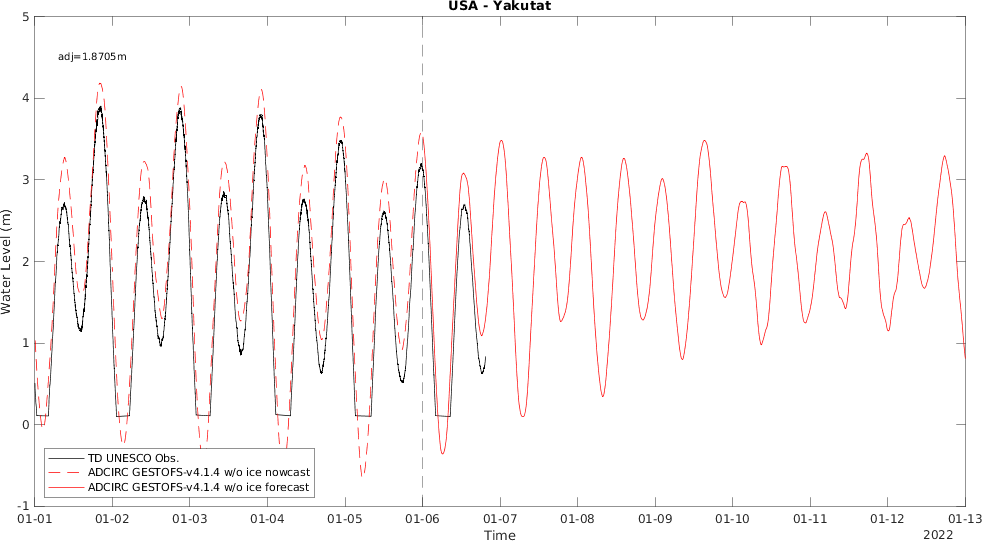 USA - Yakutat
adj=1.8705m
Water Level (m)
5
4
3
2
1
0
-1
TD UNESCO Obs.
ADCIRC GESTOFS-v4.1.4 w/o ice nowcast
ADCIRC GESTOFS-v4.1.4 w/o ice forecast
01-01 01-02 01-03 01-04 01-05 01-06 01-07 01-08 01-09 01-10 01-11 01-12 01-13
Time
2022